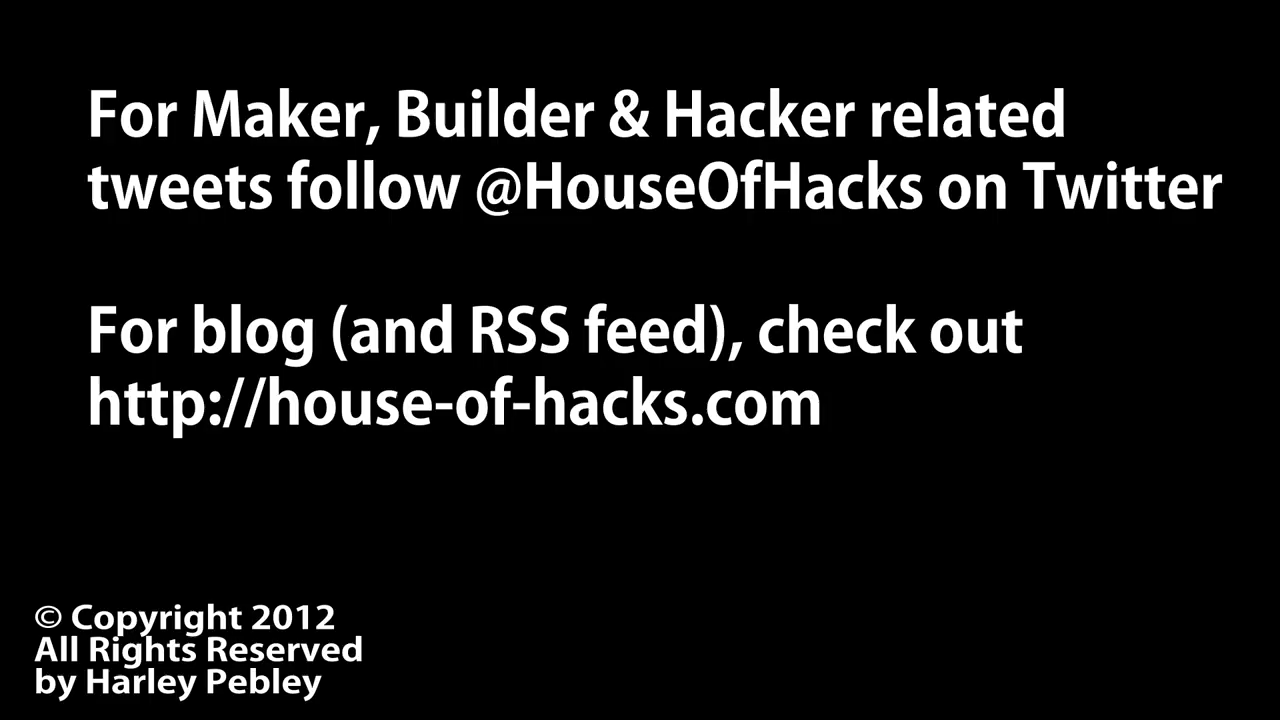 For Maker, Builder & Hacker related
tweets follow @HouseOfHacks on Twitter
For blog (and RSS feed), check out
http://house-of-hacks.com
© Copyright 2012
All Rights Reserved
by Harley Pebley